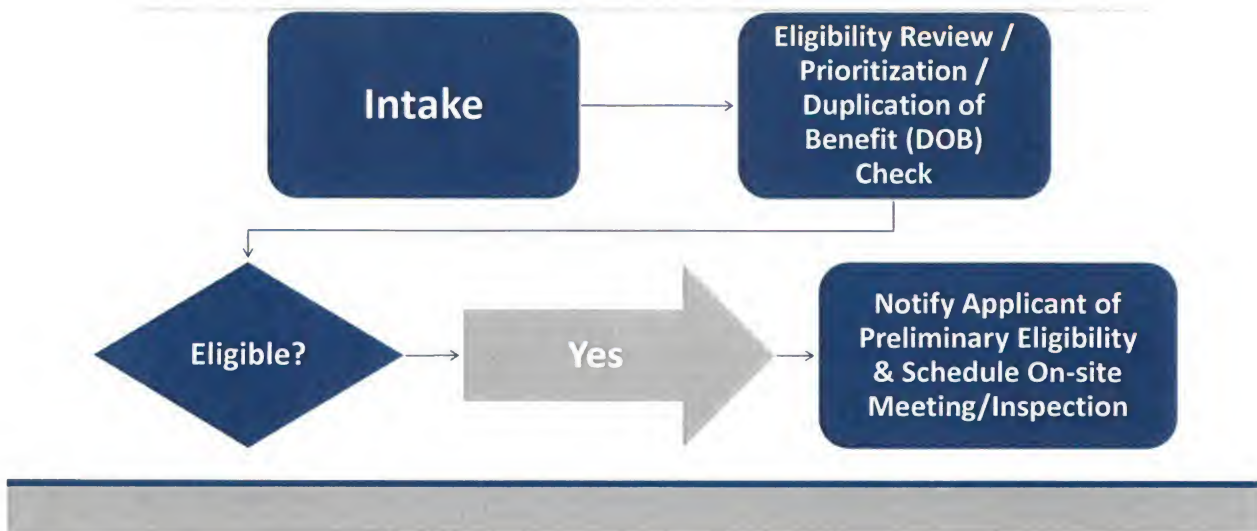 Intake
Eligibility Review /
Prioritization /
Duplication of
Benefit (DOB)
Check
Eligible?
Yes
Notify Applicant of
Preliminary Eligibility
& Schedule On-site
Meeting/Inspection